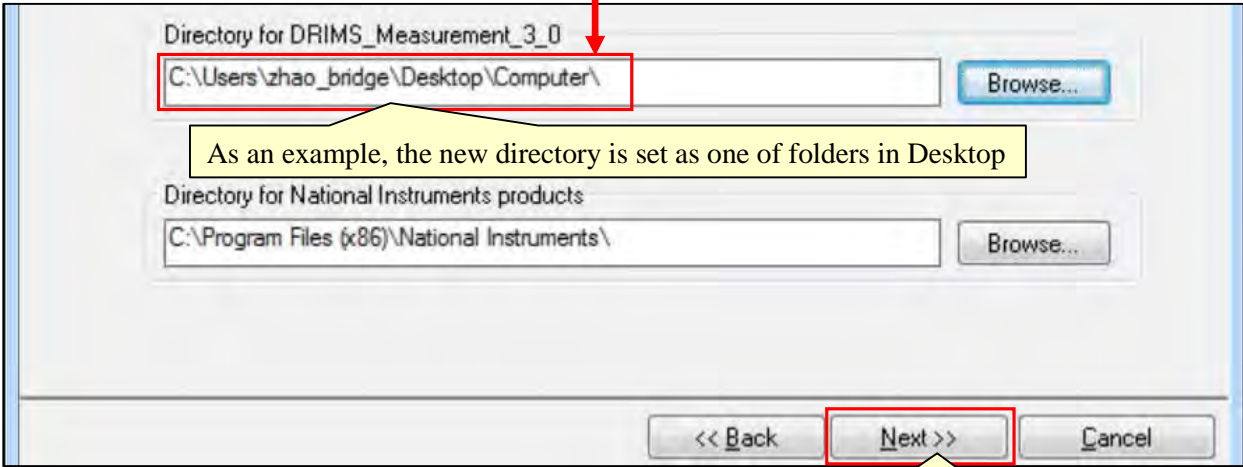 Directory for DRIMS_Measurement_3_0
C:\Users\zhao_bridge\Desktop\Computer\
Browse...
As an example, the new directory is set as one of folders in Desktop
Directory for National Instruments products
C:\Program Files (x86)\National Instruments\
Browse...
<< Back
Next >>
Cancel